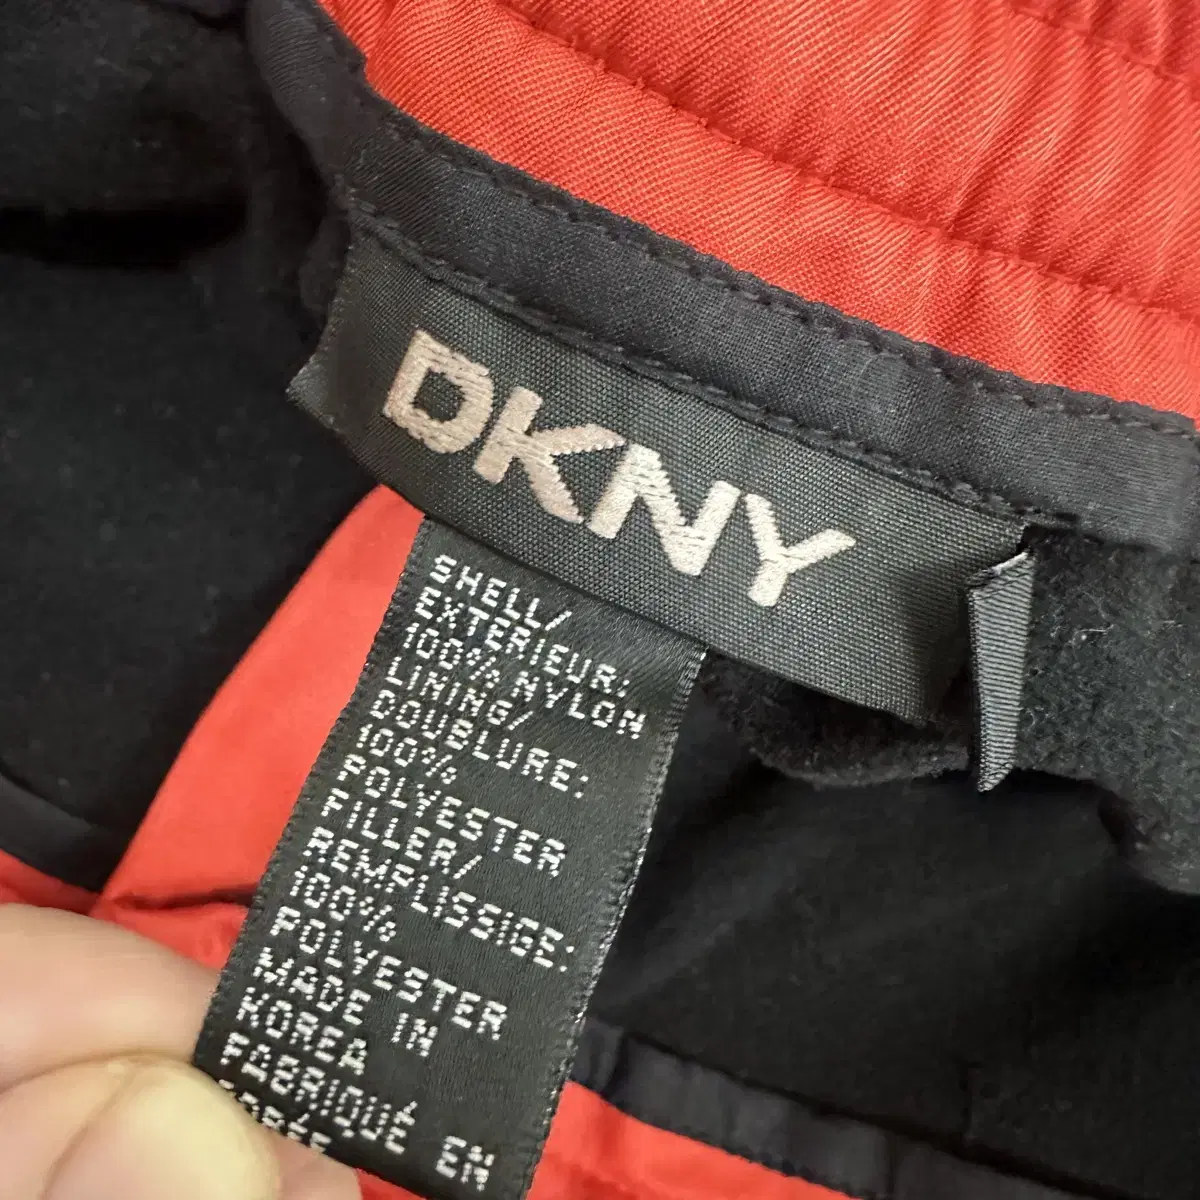 DKNY
SHELL/
EXTERIEUR:
100% NYLON
LINING/
DOUBLURE:
100%
POLYESTER
FILLER/
REMPLISSIGE:
100%
POLYESTER
MADE IN
KOREA
FABRIQUÉ EN